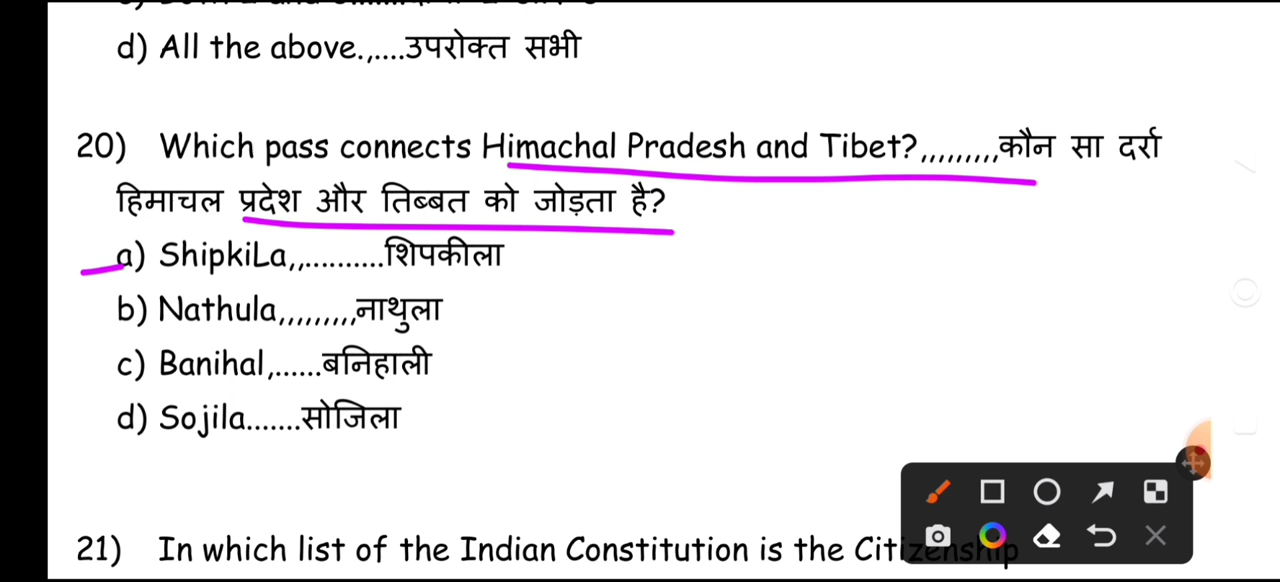 d) All the above.,....उपरोक्त सभी
20) Which pass connects Himachal Pradesh and Tibet?,,,,,,,,,कौन सा दर्रा
हिमाचल प्रदेश और तिब्बत को जोड़ता है?
a) ShipkiLa,,..........शिपकीला
b) Nathula,,,,,,,,,नाथुला
c) Banihal,......बनिहाली
d) Sojila.......सोजिला
21) In which list of the Indian Constitution is the Citizenship